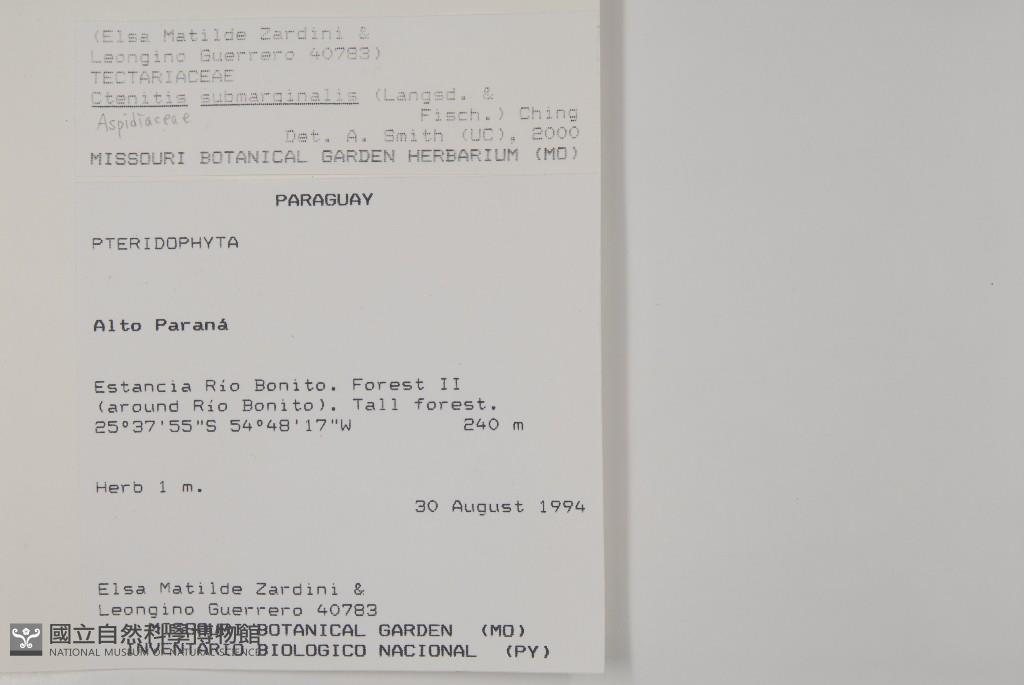 (Elsa Matilde Zardini &
Leongino Guerrero 40783)
TECTARIACEAE
Ctenitis submarginalis (Langsd. &
Fisch.) Ching
Aspidiaceae
Det. A. Smith (UC), 2000
MISSOURI BOTANICAL GARDEN HERBARIUM (MO)
PARAGUAY
PTERIDOPHYTA
Alto Paraná
Estancia Río Bonito. Forest II
(around Río Bonito). Tall forest.
25°37'55"S 54°48'17"W 240 m
Herb 1 m.
30 August 1994
Elsa Matilde Zardini &
Leongino Guerrero 40783
MISSOURI BOTANICAL GARDEN (MO)
INVENTARIO BIOLOGICO NACIONAL (PY)
國立自然科學博物館
NATIONAL MUSEUM OF NATURAL SCIENCE